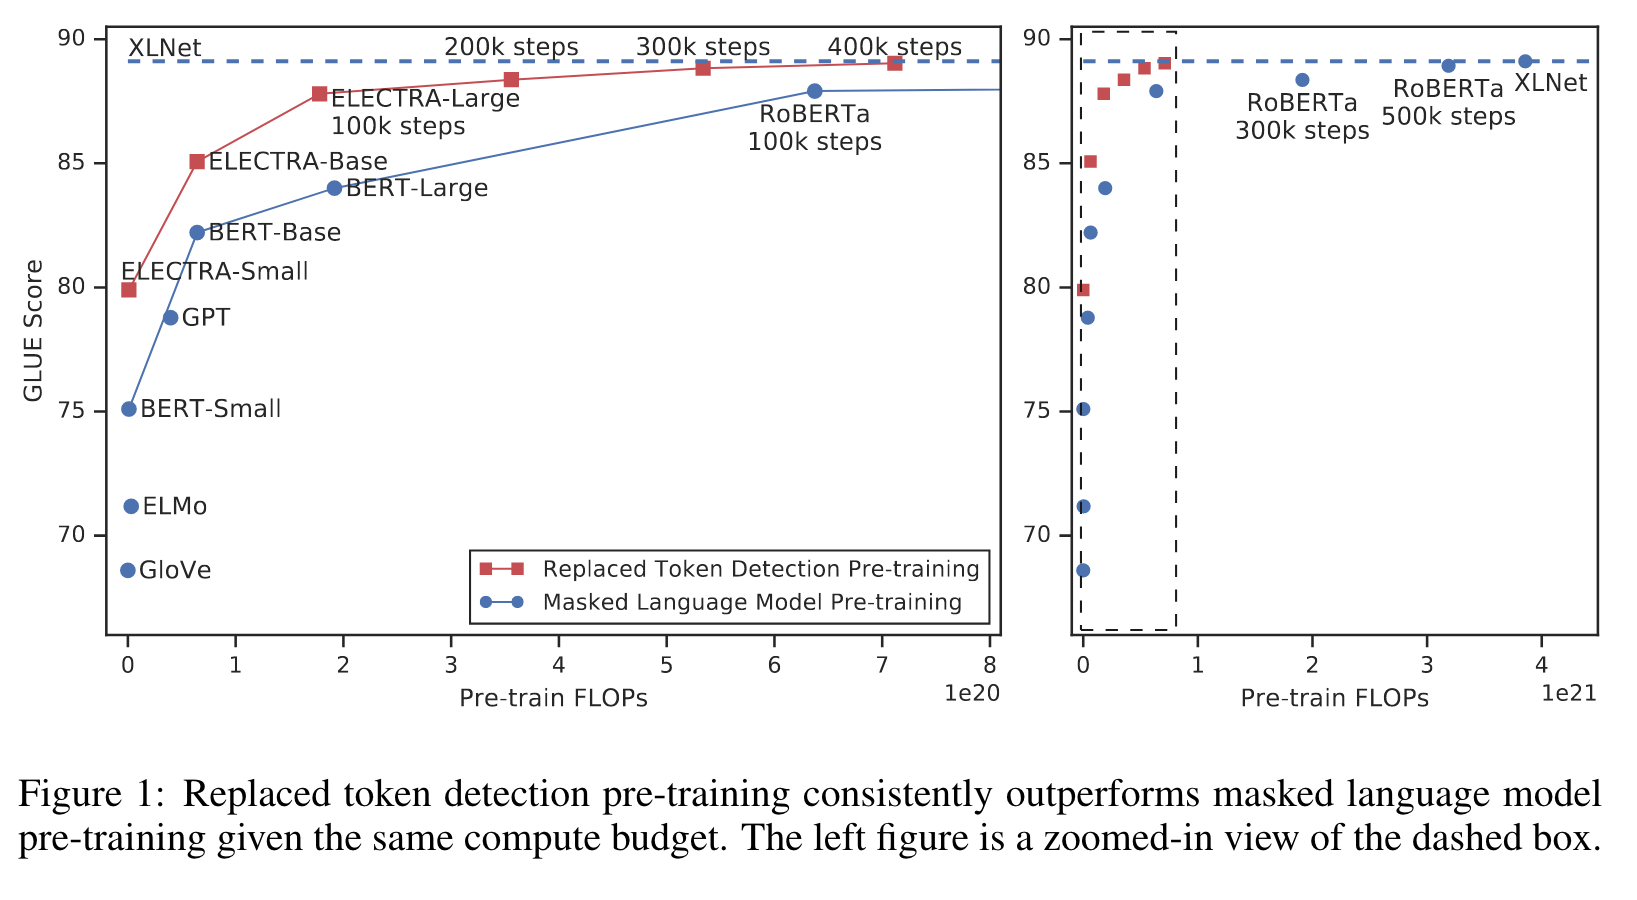 90
85
80
75
70
GLUE Score
XLNet
200k steps
300k steps
400k steps
ELECTRA-Large
100k steps
RoBERTa
100k steps
ELECTRA-Base
BERT-Large
BERT-Base
ELECTRA-Small
GPT
BERT-Small
ELMo
GloVe
Replaced Token Detection Pre-training
Masked Language Model Pre-training
0 1 2 3 4 5 6 7 8
Pre-train FLOPs
1e20
90
85
80
75
70
RoBERTa
300k steps
RoBERTa
500k steps
XLNet
0 1 2 3 4
Pre-train FLOPs
1e21
Figure 1: Replaced token detection pre-training consistently outperforms masked language model
pre-training given the same compute budget. The left figure is a zoomed-in view of the dashed box.